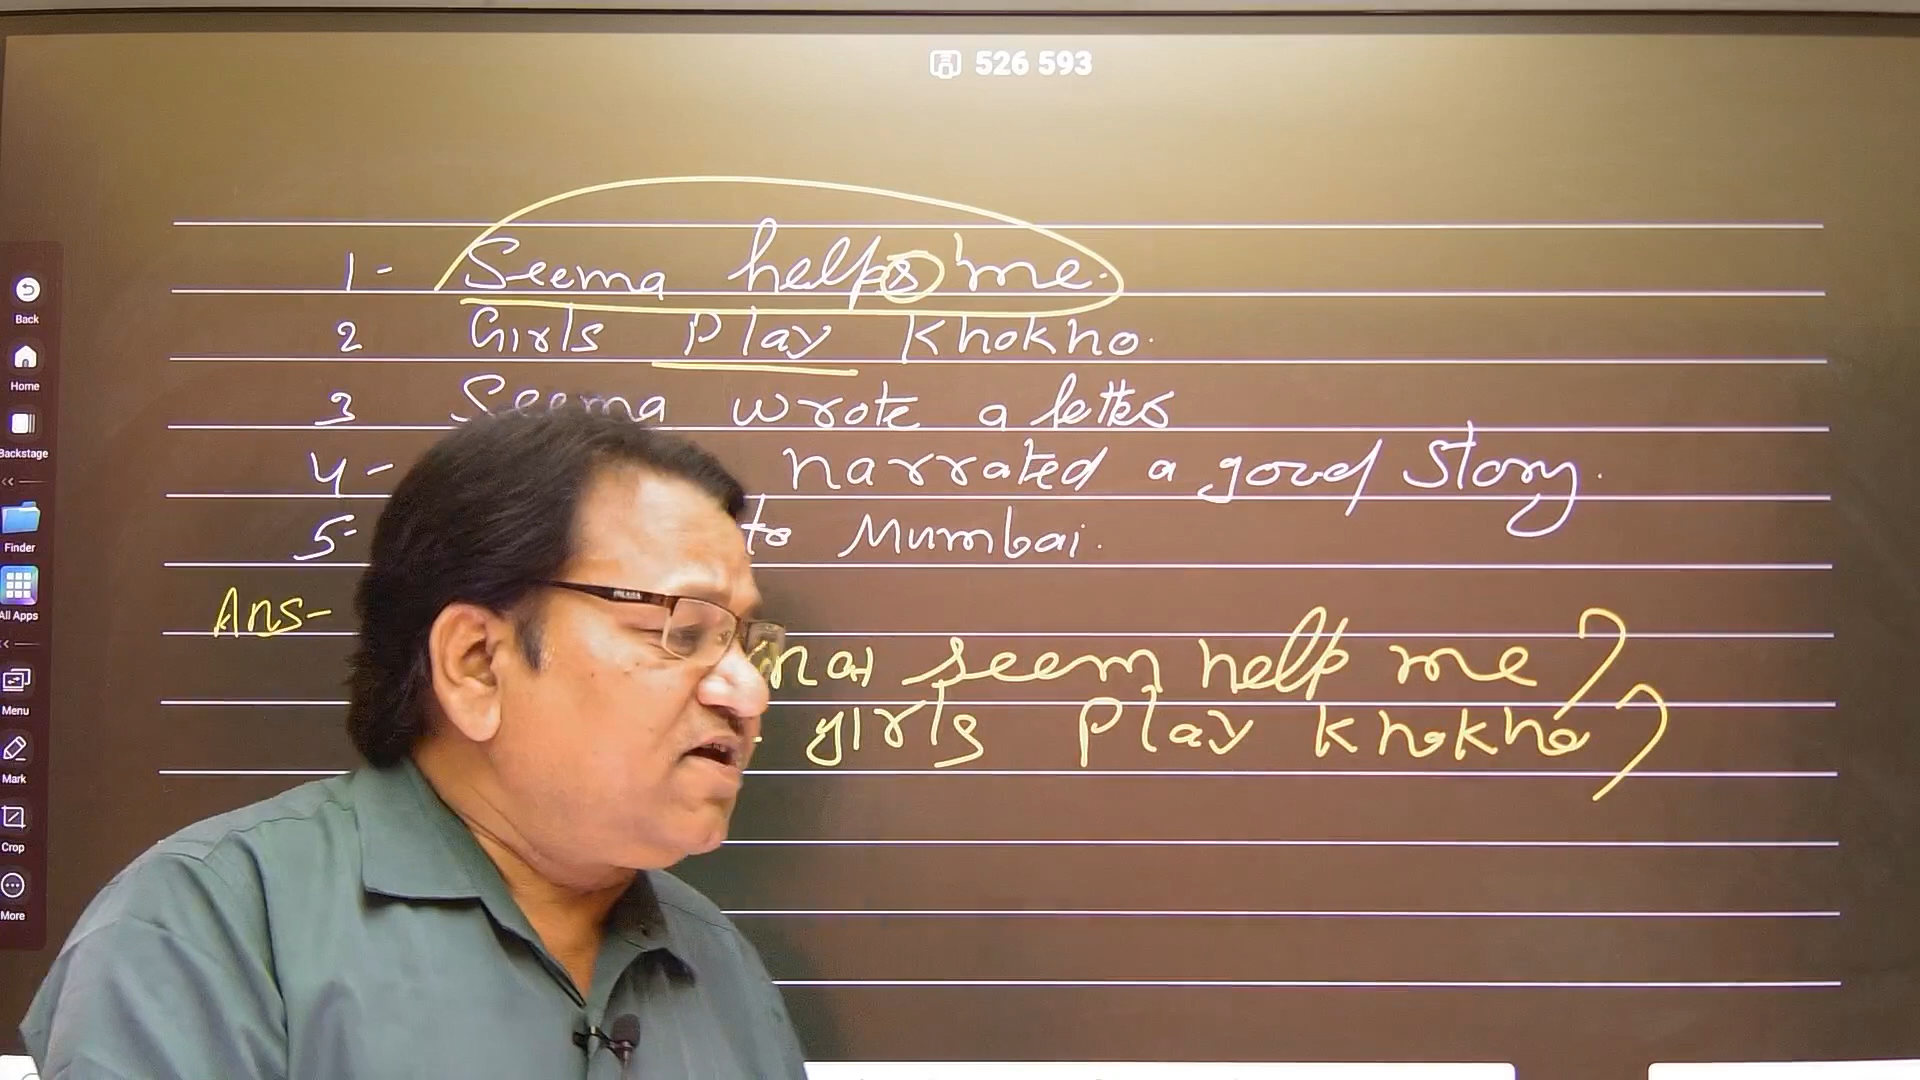 526 593
1- Seema helps me.
2 Girls Play Khokho.
3 Seema wrote a letter
4- narrated a good story.
5- to Mumbai.
Ans-
seem help me?
girls Play Khokho?
Back
Home
Backstage
Finder
All Apps
Menu
Mark
Crop
More